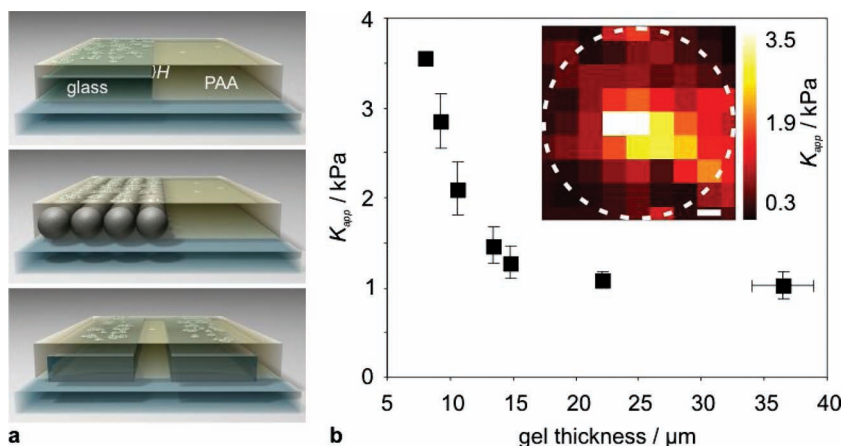 }H
glass
PAA
a
4
3
2
1
0
K_app / kPa
5
10
15
20
25
30
35
40
gel thickness / μm
3.5
1.9
0.3
K_app / kPa
b